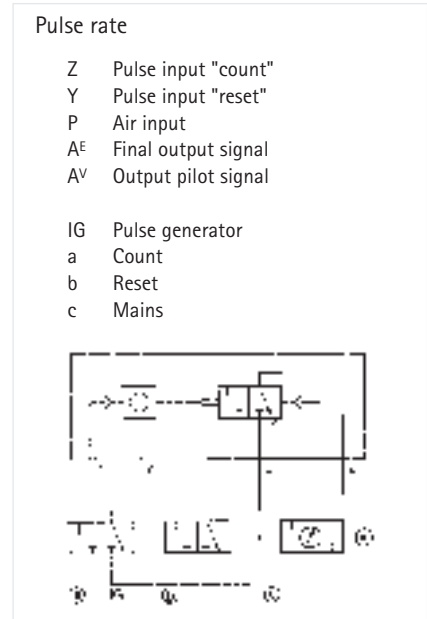 Pulse rate
Z Pulse input "count"
Y Pulse input "reset"
P Air input
Aᴱ Final output signal
Aⱽ Output pilot signal
IG Pulse generator
a Count
b Reset
c Mains